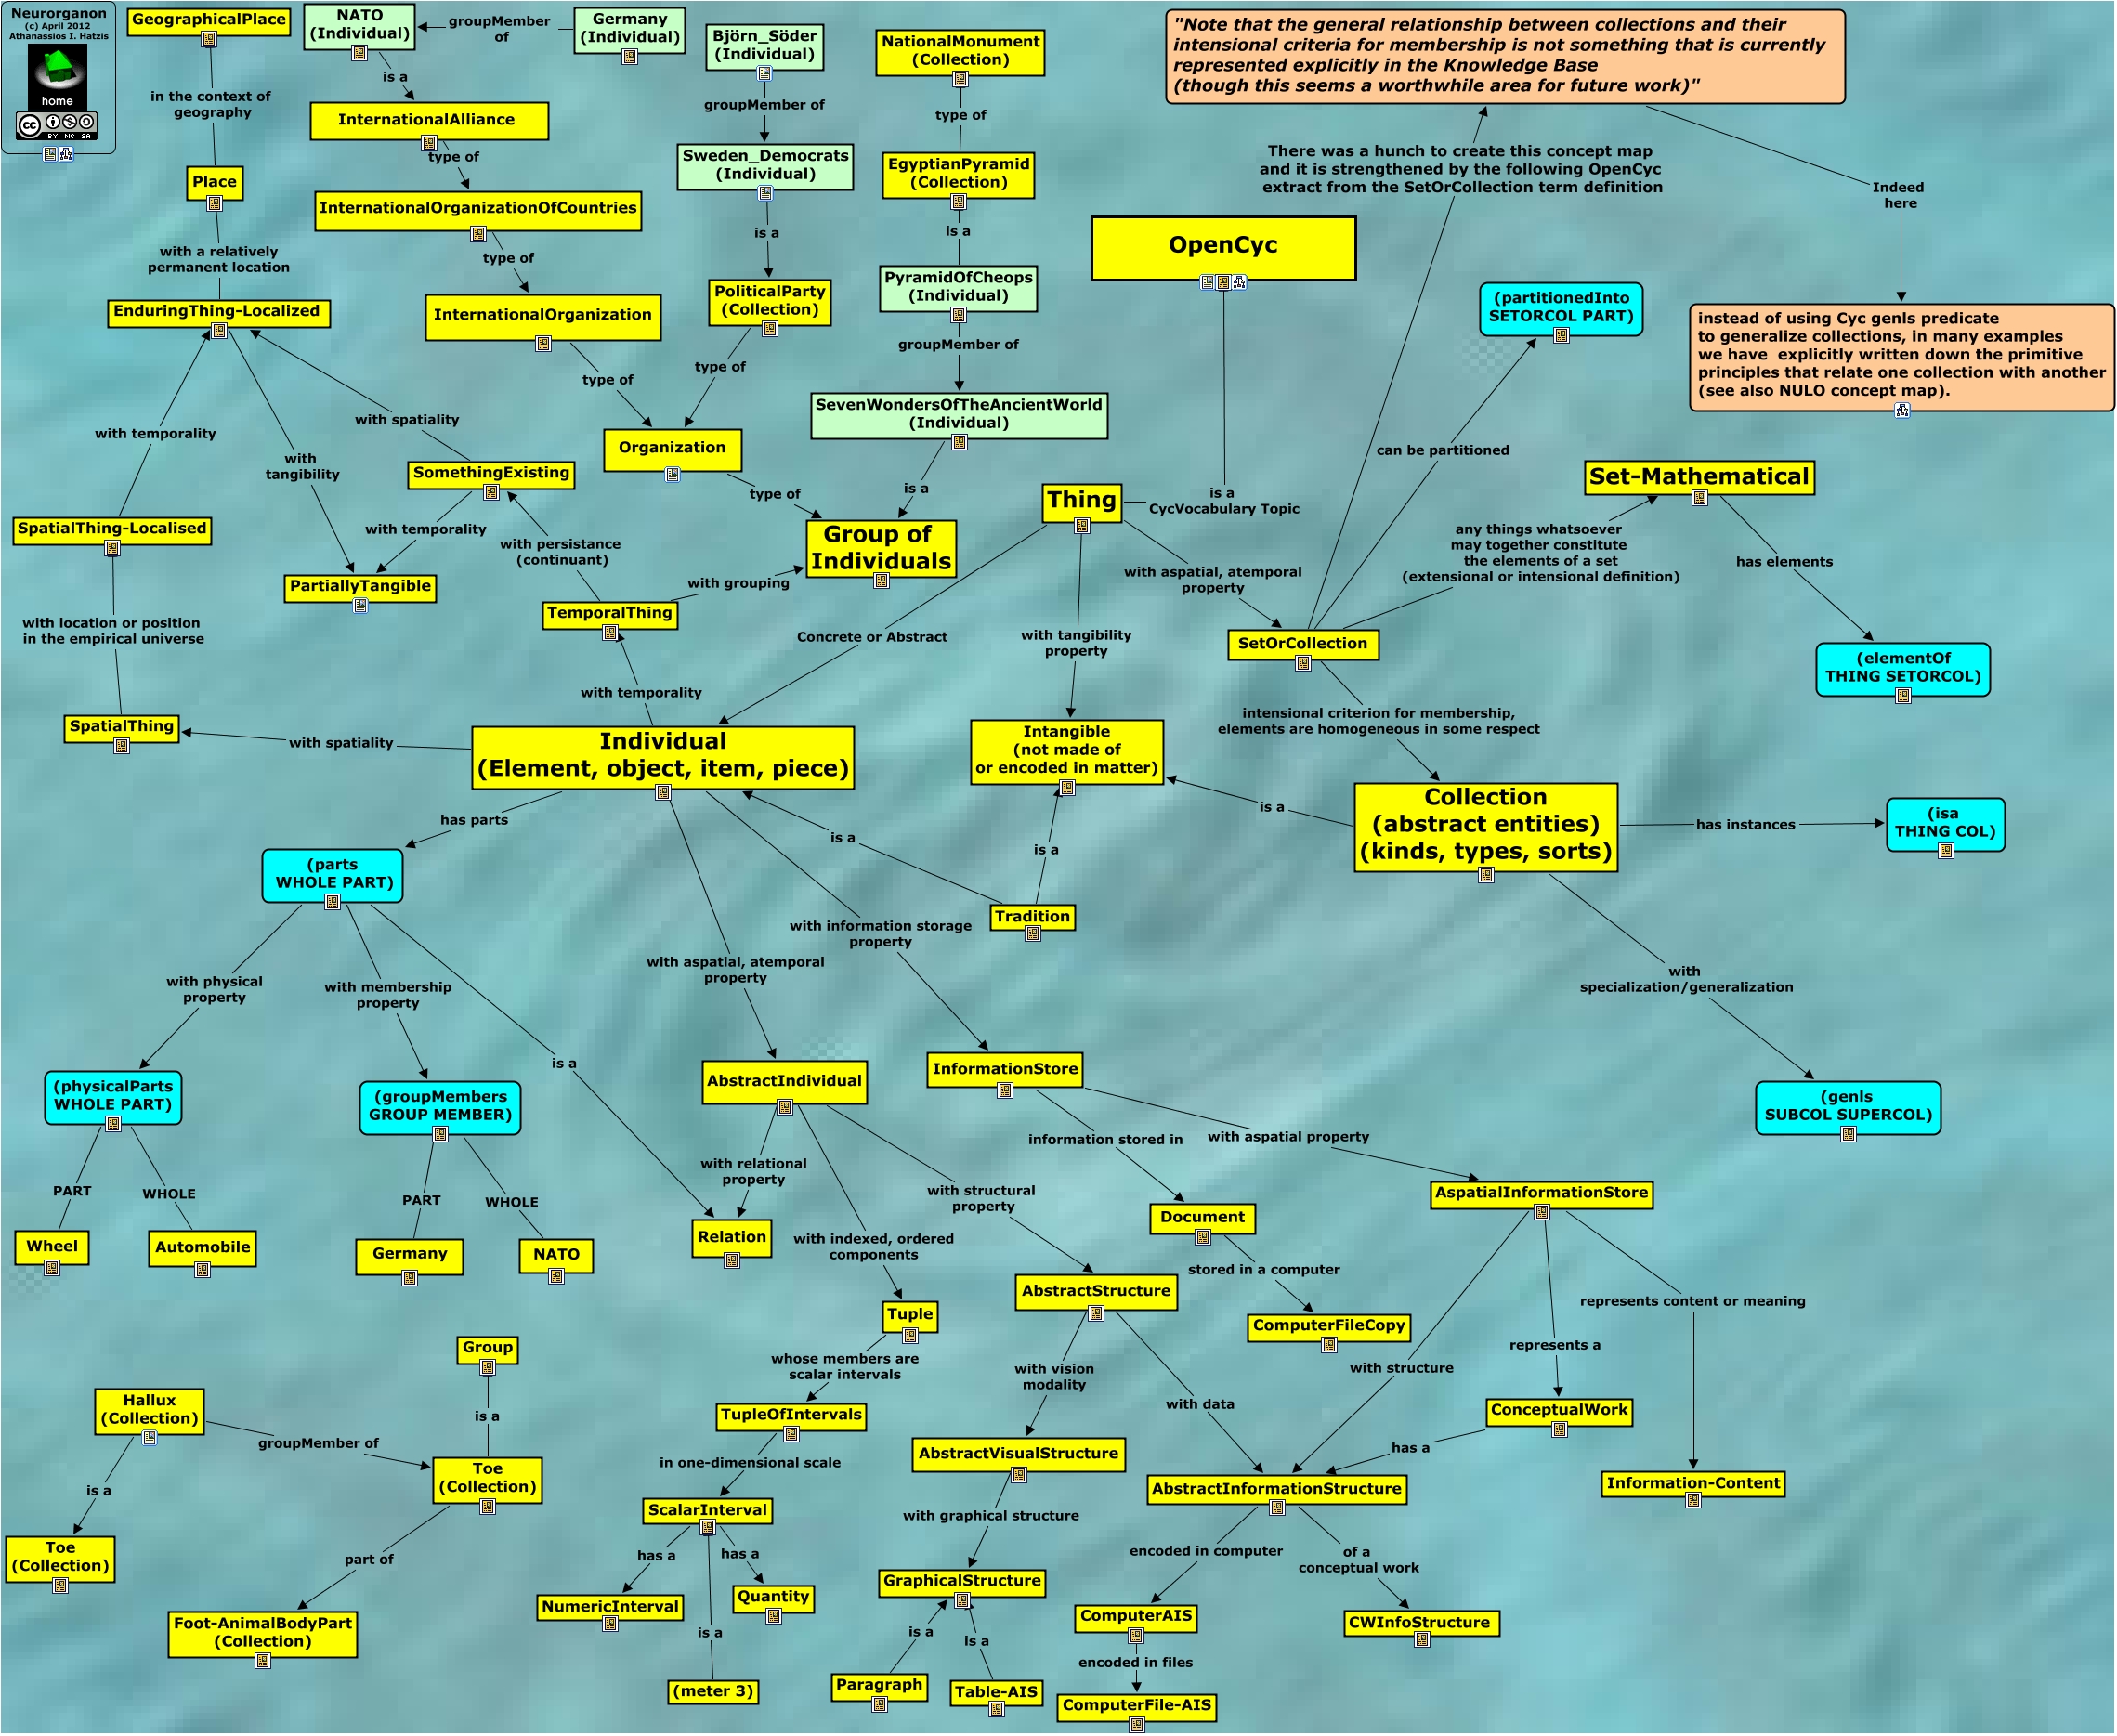 Neurorganon
(c) April 2012
Athanassios I. Hatzis
home
cc
BY NC SA
GeographicalPlace
in the context of
geography
Place
with a relatively
permanent location
EnduringThing-Localized
with temporality
with
tangibility
with spatiality
SpatialThing-Localised
with location or position
in the empirical universe
SpatialThing
SomethingExisting
with temporality
PartiallyTangible
with persistance
(continuant)
TemporalThing
with grouping
with temporality
with spatiality
NATO
(Individual)
groupMember
of
Germany
(Individual)
is a
InternationalAlliance
type of
InternationalOrganizationOfCountries
type of
InternationalOrganization
type of
Organization
type of
Björn_Söder
(Individual)
groupMember of
Sweden_Democrats
(Individual)
is a
PoliticalParty
(Collection)
type of
NationalMonument
(Collection)
type of
EgyptianPyramid
(Collection)
is a
PyramidOfCheops
(Individual)
groupMember of
SevenWondersOfTheAncientWorld
(Individual)
is a
Group of
Individuals
"Note that the general relationship between collections and their
intensional criteria for membership is not something that is currently
represented explicitly in the Knowledge Base
(though this seems a worthwhile area for future work)"
There was a hunch to create this concept map
and it is strengthened by the following OpenCyc
extract from the SetOrCollection term definition
Indeed
here
OpenCyc
is a
CycVocabulary Topic
(partitionedInto
SETORCOL PART)
can be partitioned
instead of using Cyc genls predicate
to generalize collections, in many examples
we have explicitly written down the primitive
principles that relate one collection with another
(see also NULO concept map).
Thing
Concrete or Abstract
with tangibility
property
with aspatial, atemporal
property
SetOrCollection
any things whatsoever
may together constitute
the elements of a set
(extensional or intensional definition)
Set-Mathematical
has elements
(elementOf
THING SETORCOL)
intensional criterion for membership,
elements are homogeneous in some respect
Individual
(Element, object, item, piece)
Intangible
(not made of
or encoded in matter)
is a
Collection
(abstract entities)
(kinds, types, sorts)
has instances
(isa
THING COL)
with
specialization/generalization
(genls
SUBCOL SUPERCOL)
is a
is a
Tradition
has parts
(parts
WHOLE PART)
with physical
property
with membership
property
is a
(physicalParts
WHOLE PART)
PART
WHOLE
Wheel
Automobile
(groupMembers
GROUP MEMBER)
PART
WHOLE
Germany
NATO
with aspatial, atemporal
property
with information storage
property
AbstractIndividual
with relational
property
Relation
with indexed, ordered
components
with structural
property
InformationStore
information stored in
with aspatial property
Document
stored in a computer
ComputerFileCopy
AspatialInformationStore
with structure
represents a
represents content or meaning
ConceptualWork
has a
Information-Content
Tuple
whose members are
scalar intervals
TupleOfIntervals
in one-dimensional scale
ScalarInterval
has a
has a
is a
NumericInterval
Quantity
(meter 3)
AbstractStructure
with vision
modality
with data
AbstractVisualStructure
with graphical structure
GraphicalStructure
is a
is a
Paragraph
Table-AIS
AbstractInformationStructure
encoded in computer
of a
conceptual work
ComputerAIS
encoded in files
ComputerFile-AIS
CWInfoStructure
Group
is a
Hallux
(Collection)
groupMember of
Toe
(Collection)
is a
Toe
(Collection)
part of
Foot-AnimalBodyPart
(Collection)